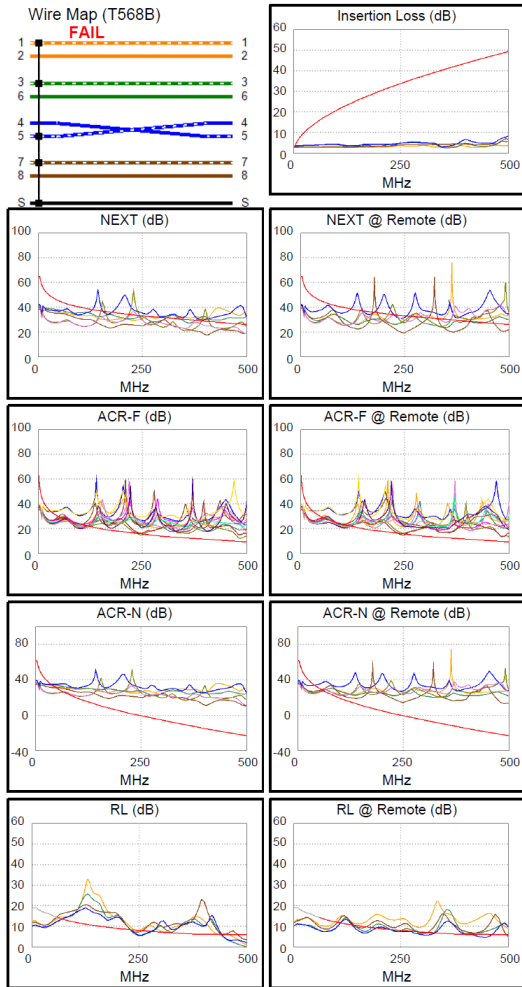 Wire Map (T568B)
FAIL
1 1
2 2
3 3
6 6
4 4
5 5
7 7
8 8
S S
Insertion Loss (dB)
60
50
40
30
20
10
0
0 250 500
MHz
NEXT (dB)
100
80
60
40
20
0
0 250 500
MHz
NEXT @ Remote (dB)
100
80
60
40
20
0
0 250 500
MHz
ACR-F (dB)
100
80
60
40
20
0
0 250 500
MHz
ACR-F @ Remote (dB)
100
80
60
40
20
0
0 250 500
MHz
ACR-N (dB)
80
40
0
-40
0 250 500
MHz
ACR-N @ Remote (dB)
80
40
0
-40
0 250 500
MHz
RL (dB)
60
50
40
30
20
10
0
0 250 500
MHz
RL @ Remote (dB)
60
50
40
30
20
10
0
0 250 500
MHz